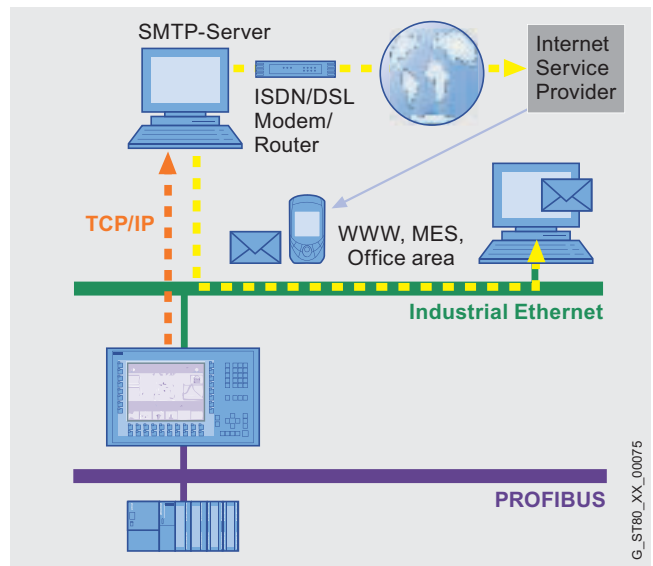 SMTP-Server
Internet
Service
Provider
ISDN/DSL
Modem/
Router
TCP/IP
WWW, MES,
Office area
Industrial Ethernet
PROFIBUS
G_ST80_XX_00075